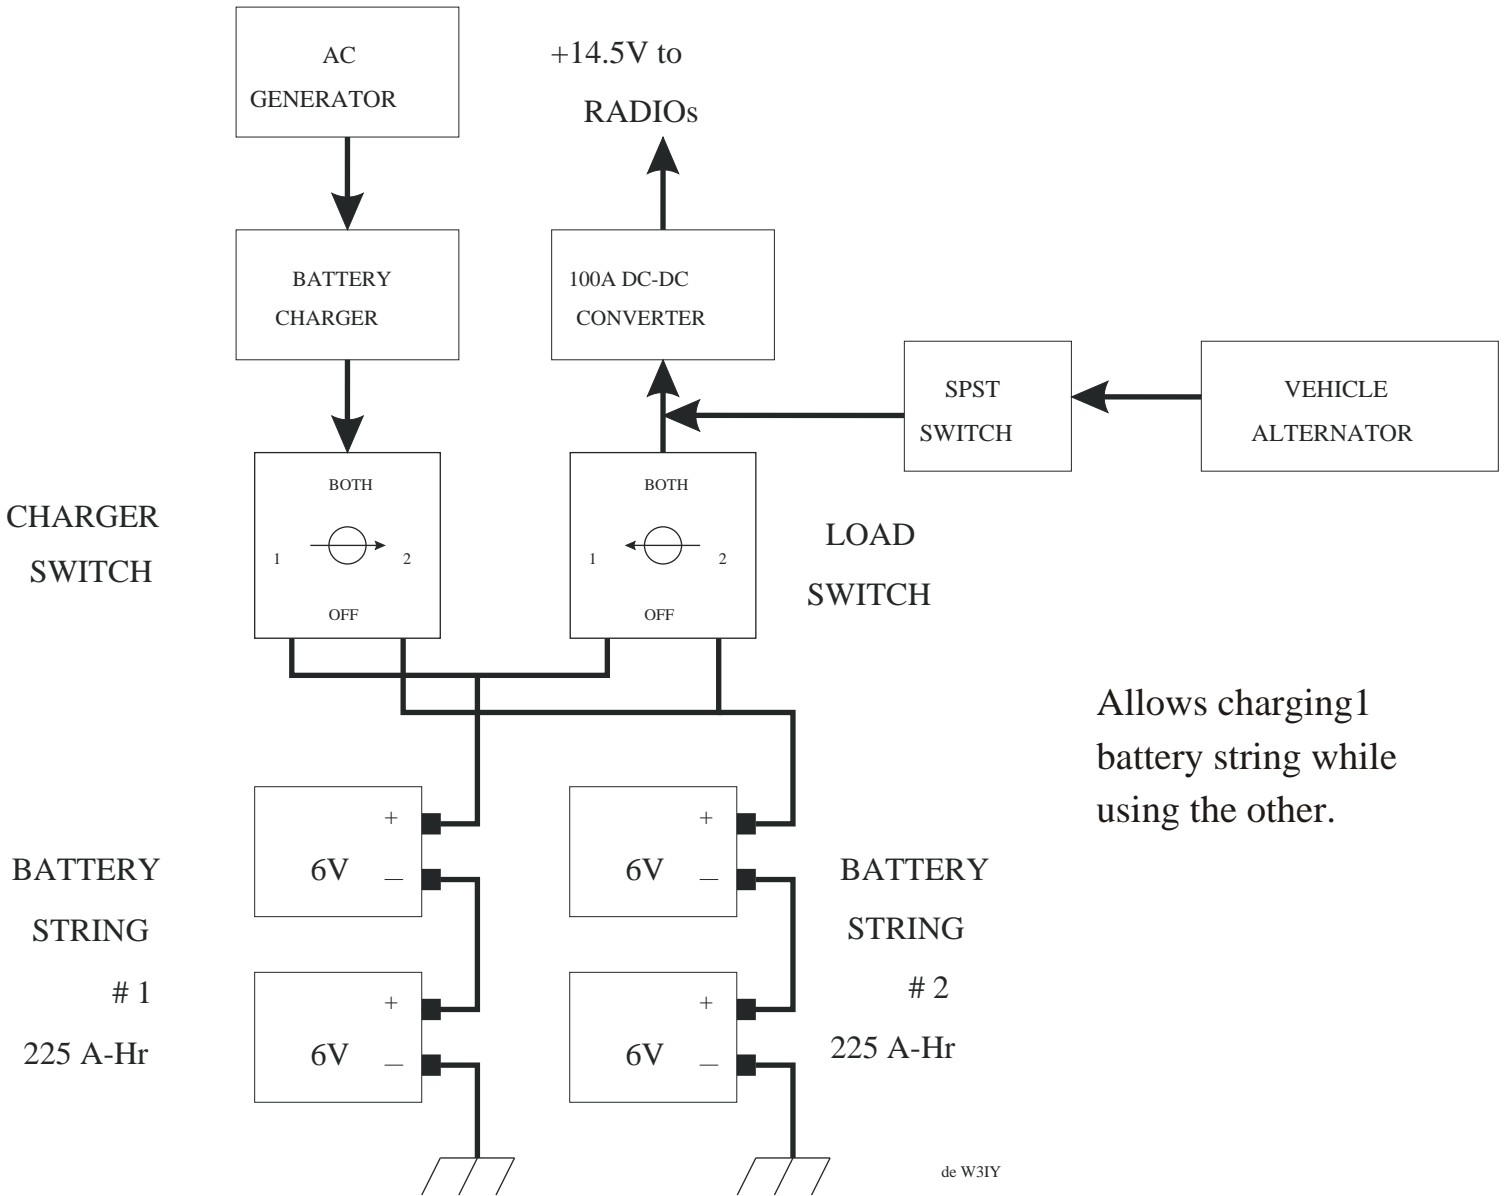 AC
GENERATOR
+14.5V to
RADIOs
BATTERY
CHARGER
100A DC-DC
CONVERTER
SPST
SWITCH
VEHICLE
ALTERNATOR
CHARGER
SWITCH
BOTH
1
2
OFF
BOTH
1
2
OFF
LOAD
SWITCH
Allows charging1
battery string while
using the other.
BATTERY
STRING
# 1
225 A-Hr
+
6V
—
+
6V
—
+
6V
—
+
6V
—
BATTERY
STRING
# 2
225 A-Hr
de W3IY